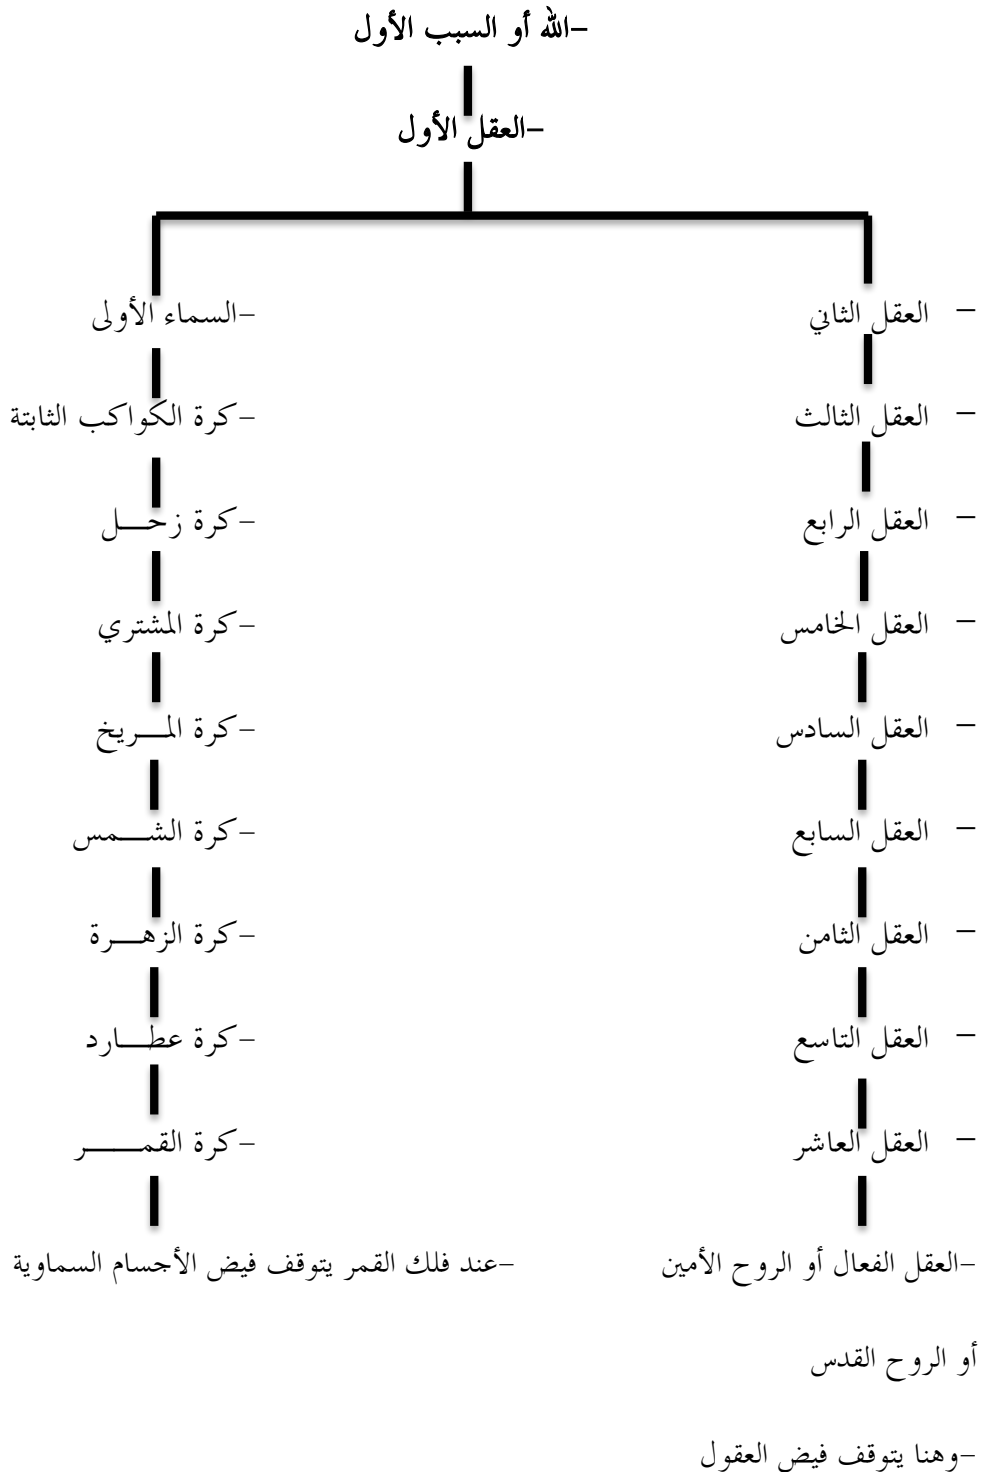 -الله أو السبب الأول
-العقل الأول
- العقل الثاني
-السماء الأولى
- العقل الثالث
-كرة الكواكب الثابتة
- العقل الرابع
-كرة زحـــل
- العقل الخامس
-كرة المشتري
- العقل السادس
-كرة المـــريخ
- العقل السابع
-كرة الشـــمس
- العقل الثامن
-كرة الزهـــرة
- العقل التاسع
-كرة عطـــارد
- العقل العاشر
-كرة القمـــــر
-العقل الفعال أو الروح الأمين
-عند فلك القمر يتوقف فيض الأجسام السماوية
أو الروح القدس
-وهنا يتوقف فيض العقول